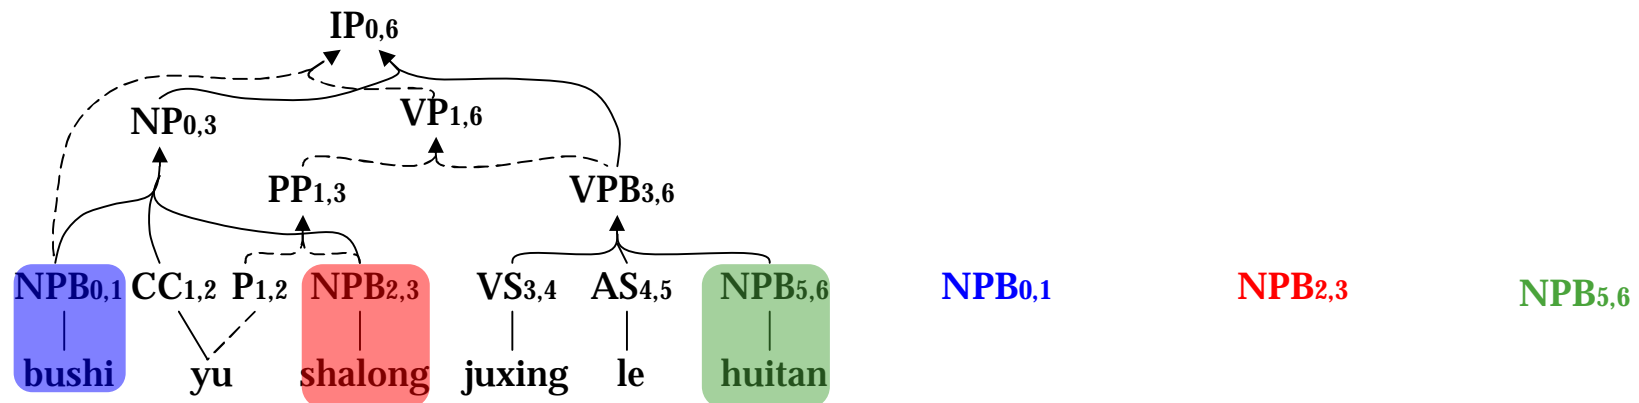 IP0,6
NP0,3 VP1,6
PP1,3 VPB3,6
NPB0,1 CC1,2 P1,2 NPB2,3 VS3,4 AS4,5 NPB5,6 NPB0,1 NPB2,3 NPB5,6
bushi yu shalong juxing le huitan